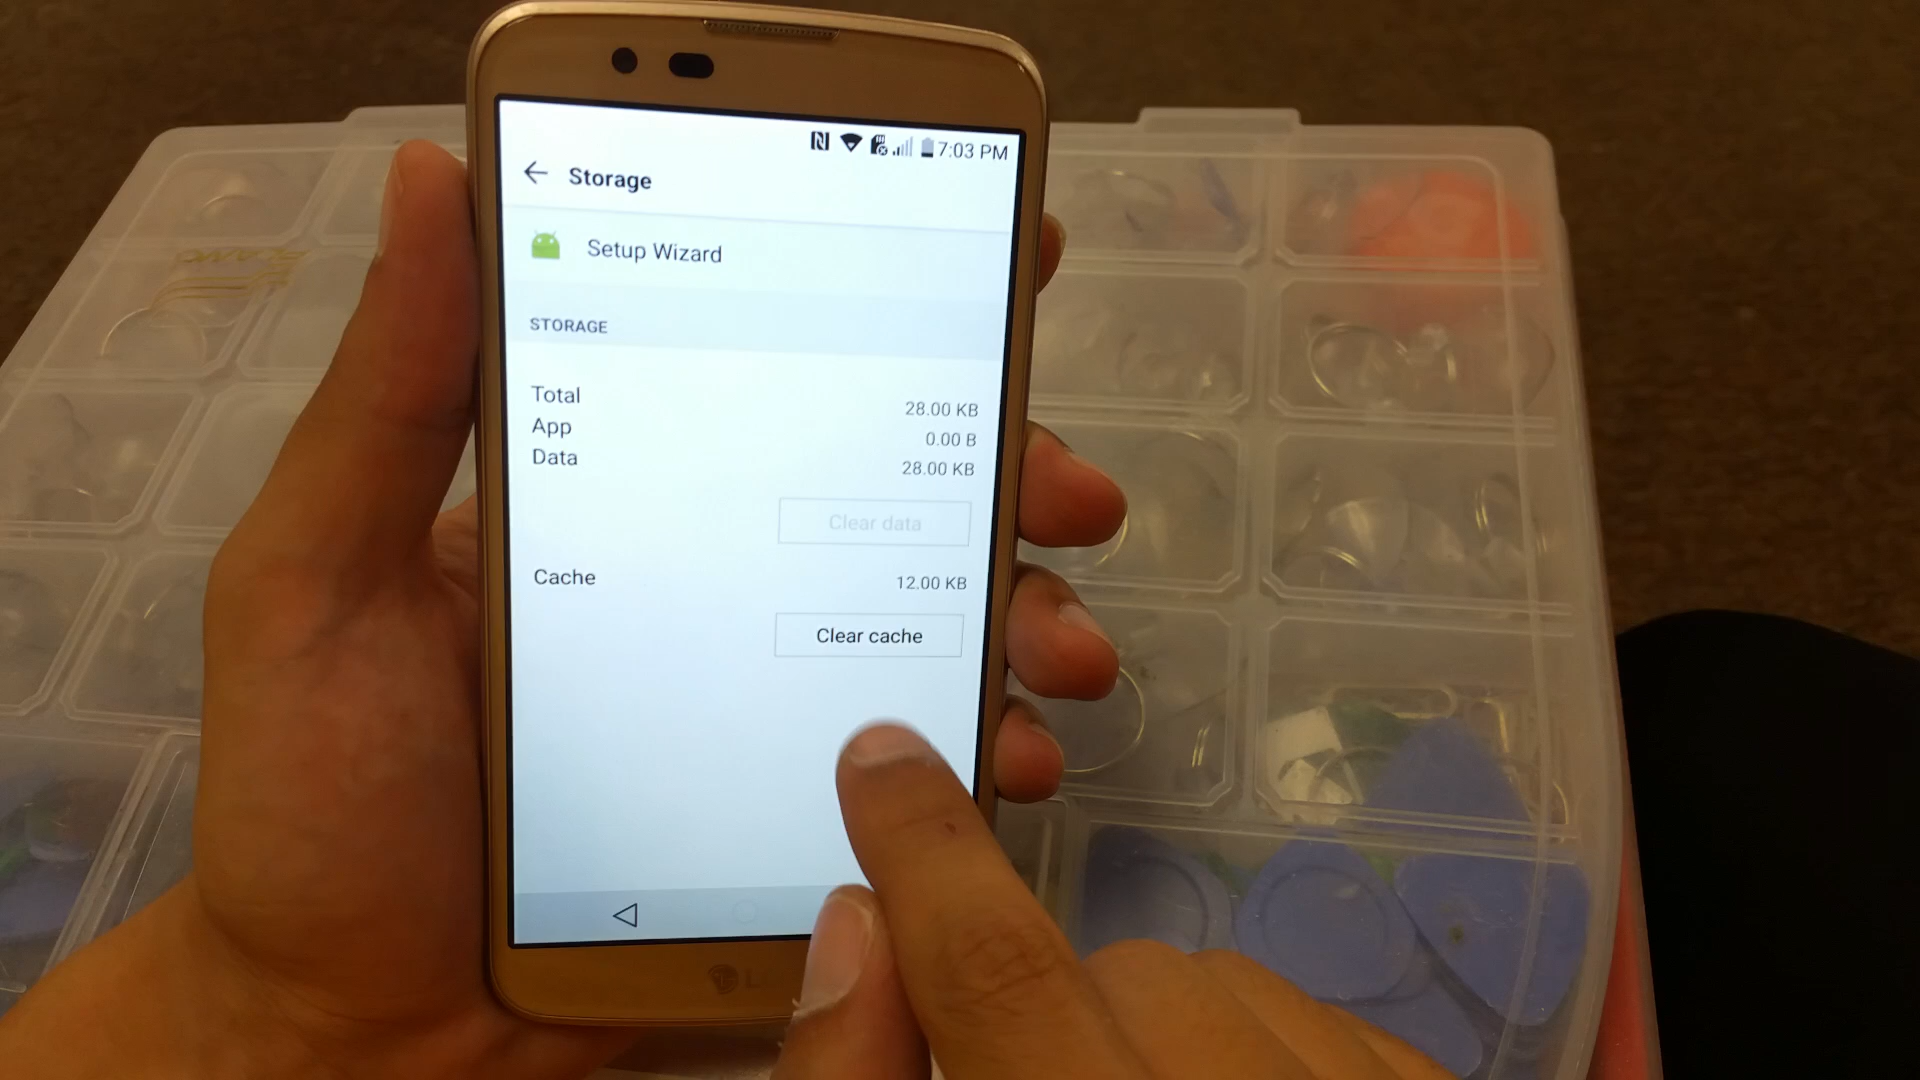 7:03 PM
Storage
Setup Wizard
STORAGE
Total 28.00 KB
App 0.00 B
Data 28.00 KB
Clear data
Cache 12.00 KB
Clear cache
PLANO